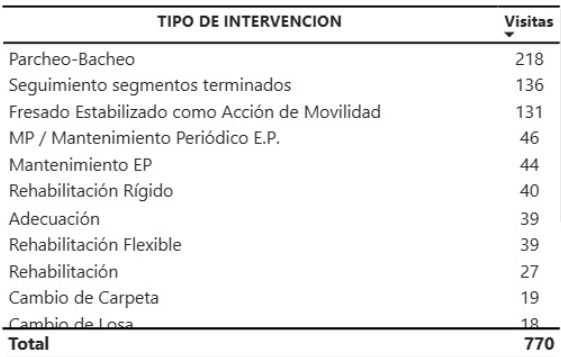 TIPO DE INTERVENCION Visitas
Parcheo-Bacheo 218
Seguimiento segmentos terminados 136
Fresado Estabilizado como Acción de Movilidad 131
MP / Mantenimiento Periódico E.P. 46
Mantenimiento EP 44
Rehabilitación Rígido 40
Adecuación 39
Rehabilitación Flexible 39
Rehabilitación 27
Cambio de Carpeta 19
Cambio de Losa 18
Total 770